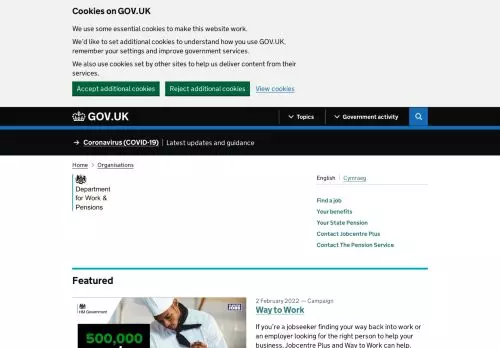 Cookies on GOV.UK
We use some essential cookies to make this website work.
We'd like to set additional cookies to understand how you use GOV.UK,
remember your settings and improve government services.
We also use cookies set by other sites to help us deliver content from their
services.
Accept additional cookies
Reject additional cookies
View cookies
GOV.UK
Topics
Government activity
→ Coronavirus (COVID-19) | Latest updates and guidance
Home > Organisations
Department
for Work &
Pensions
English
Cymraeg
Find a job
Your benefits
Your State Pension
Contact Jobcentre Plus
Contact The Pension Service
Featured
HM Government
500,000
2 February 2022 — Campaign
Way to Work
If you're a jobseeker finding your way back into work or
an employer looking for the right person to help your
business, Jobcentre Plus and Way to Work can help.